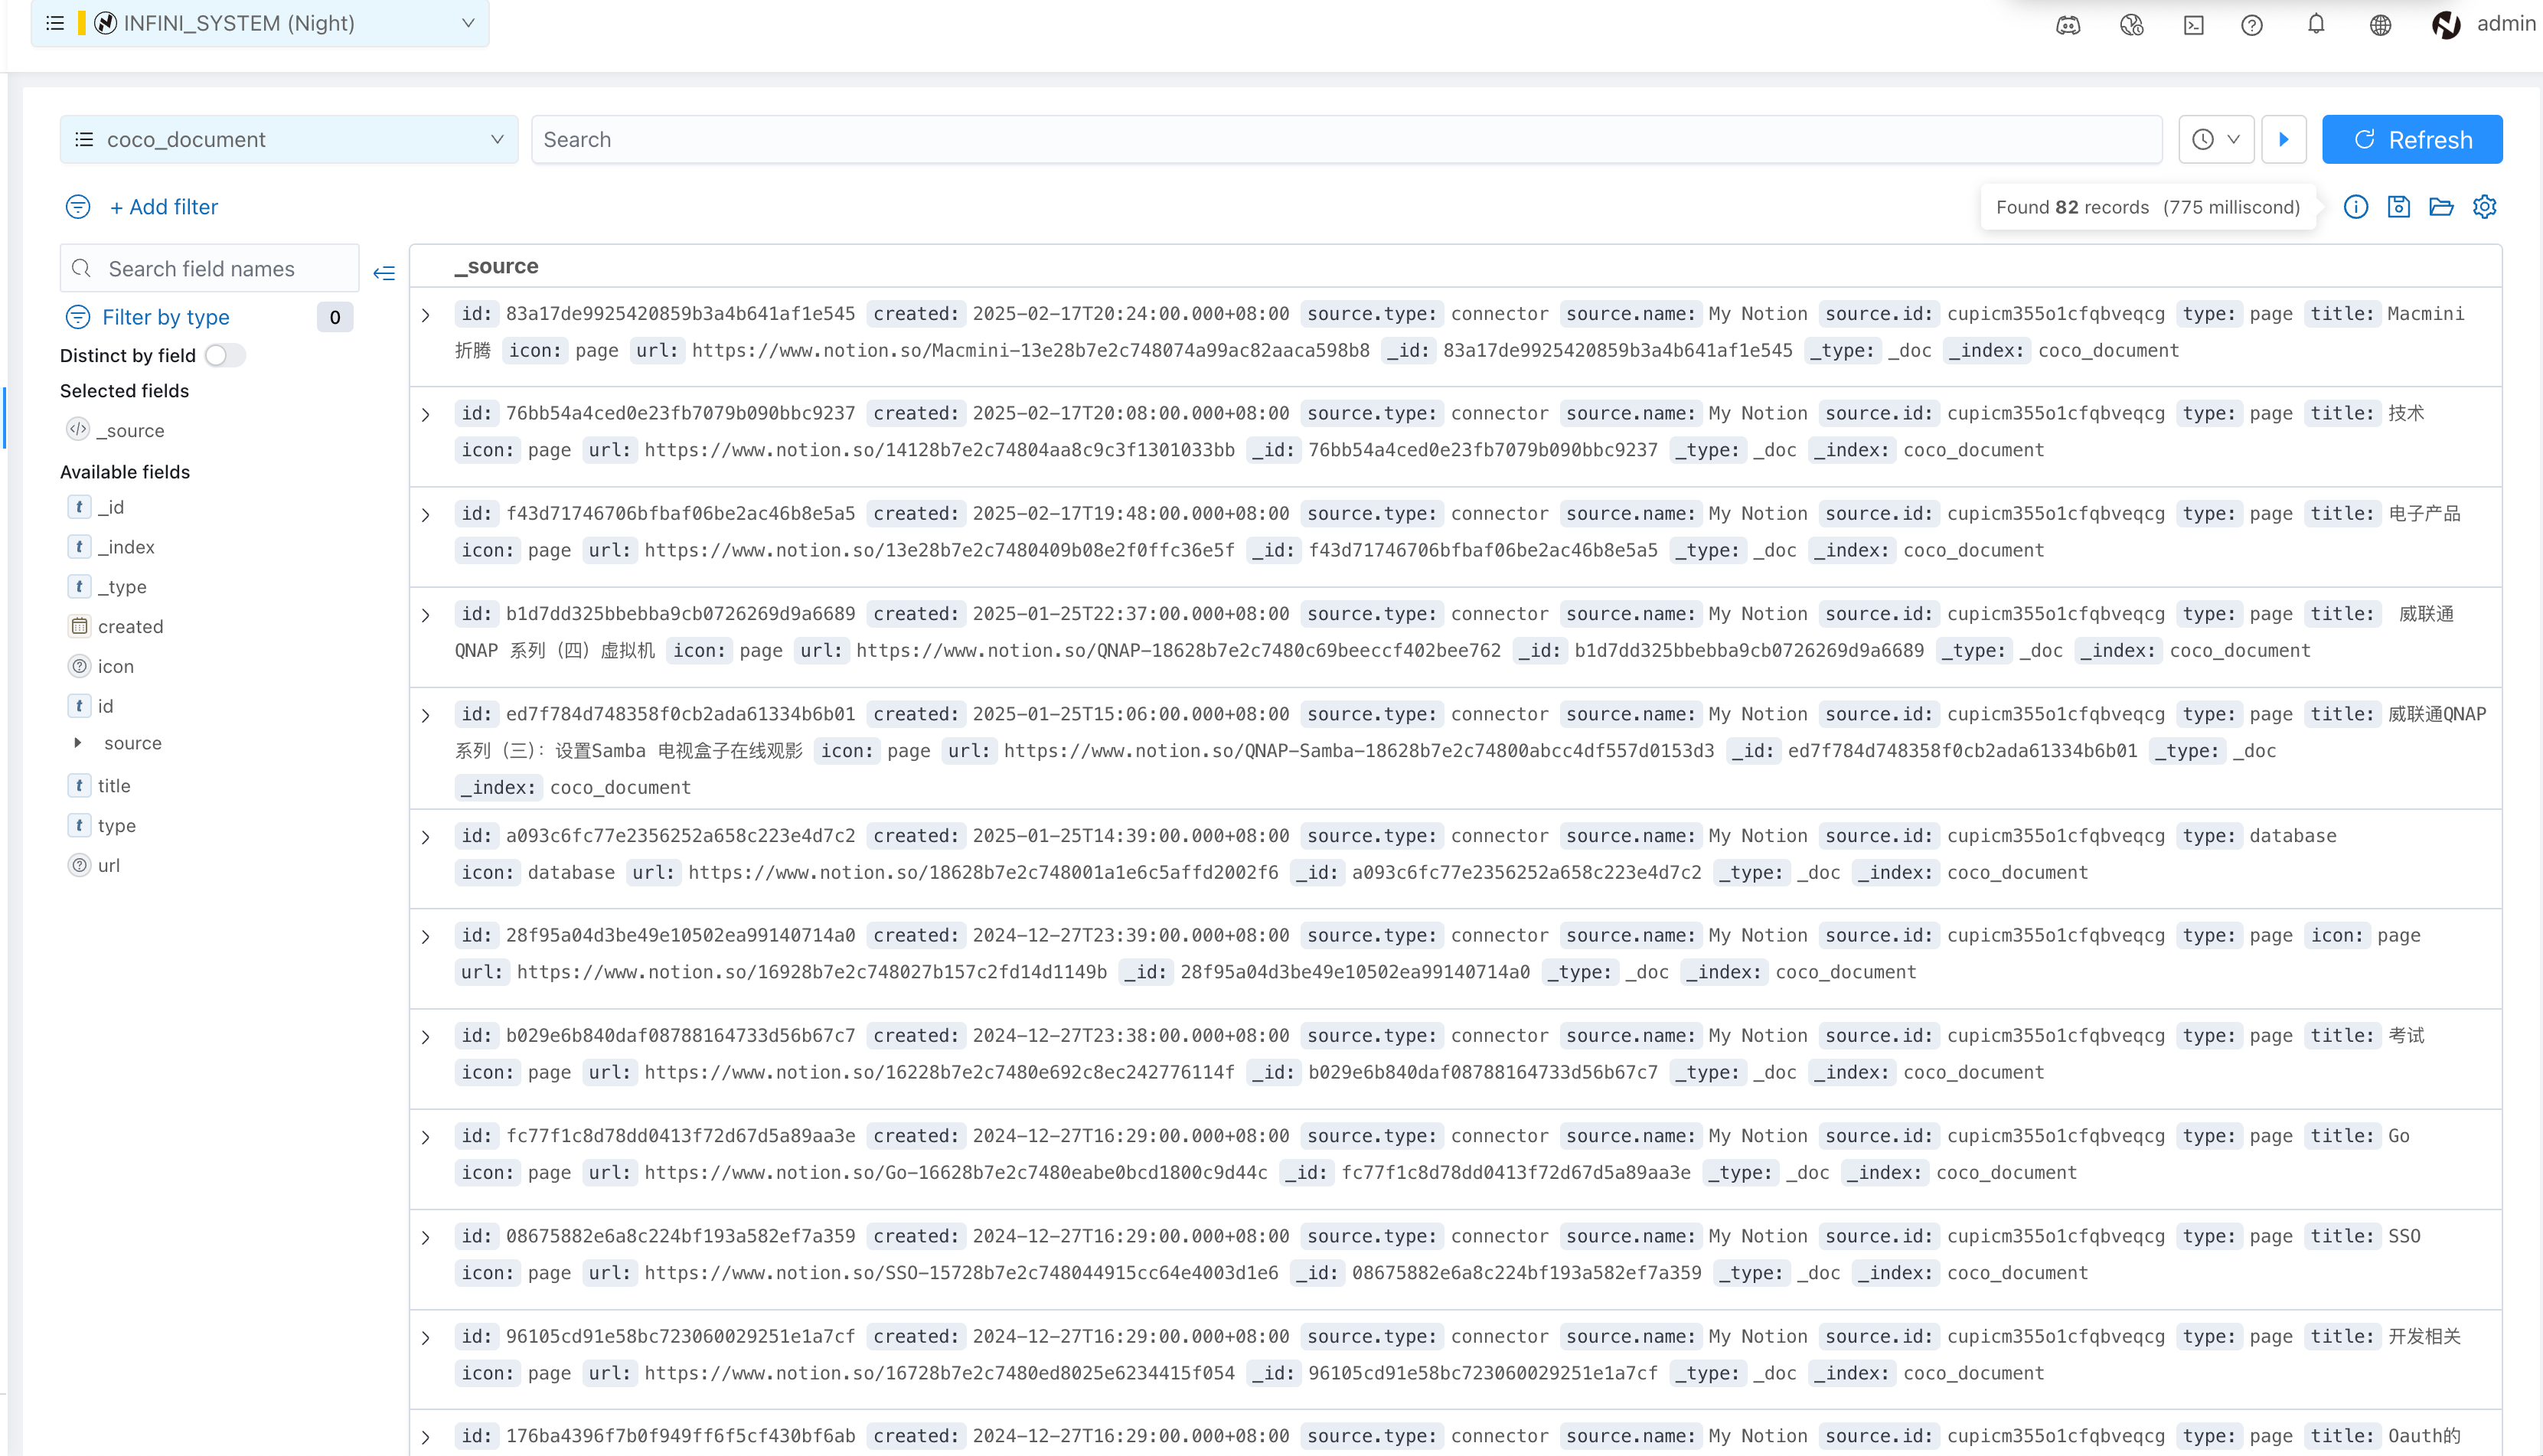 INFINI_SYSTEM (Night)
admin
coco_document
Search
Refresh
+ Add filter
Found 82 records (775 milliscond)
Search field names
Filter by type 0
Distinct by field
Selected fields
_source
Available fields
_id
_index
_type
created
icon
id
source
title
type
url
_source
id: 83a17de9925420859b3a4b641af1e545 created: 2025-02-17T20:24:00.000+08:00 source.type: connector source.name: My Notion source.id: cupicm355o1cfqbveqcg type: page title: Macmini
折腾 icon: page url: https://www.notion.so/Macmini-13e28b7e2c748074a99ac82aaca598b8 _id: 83a17de9925420859b3a4b641af1e545 _type: _doc _index: coco_document
id: 76bb54a4ced0e23fb7079b090bbc9237 created: 2025-02-17T20:08:00.000+08:00 source.type: connector source.name: My Notion source.id: cupicm355o1cfqbveqcg type: page title: 技术
icon: page url: https://www.notion.so/14128b7e2c74804aa8c9c3f1301033bb _id: 76bb54a4ced0e23fb7079b090bbc9237 _type: _doc _index: coco_document
id: f43d71746706bfbaf06be2ac46b8e5a5 created: 2025-02-17T19:48:00.000+08:00 source.type: connector source.name: My Notion source.id: cupicm355o1cfqbveqcg type: page title: 电子产品
icon: page url: https://www.notion.so/13e28b7e2c7480409b08e2f0ffc36e5f _id: f43d71746706bfbaf06be2ac46b8e5a5 _type: _doc _index: coco_document
id: b1d7dd325bbebba9cb0726269d9a6689 created: 2025-01-25T22:37:00.000+08:00 source.type: connector source.name: My Notion source.id: cupicm355o1cfqbveqcg type: page title: 威联通
QNAP 系列（四）虚拟机 icon: page url: https://www.notion.so/QNAP-18628b7e2c7480c69beeccf402bee762 _id: b1d7dd325bbebba9cb0726269d9a6689 _type: _doc _index: coco_document
id: ed7f784d748358f0cb2ada61334b6b01 created: 2025-01-25T15:06:00.000+08:00 source.type: connector source.name: My Notion source.id: cupicm355o1cfqbveqcg type: page title: 威联通QNAP
系列（三）：设置Samba 电视盒子在线观影 icon: page url: https://www.notion.so/QNAP-Samba-18628b7e2c74800abcc4df557d0153d3 _id: ed7f784d748358f0cb2ada61334b6b01 _type: _doc
_index: coco_document
id: a093c6fc77e2356252a658c223e4d7c2 created: 2025-01-25T14:39:00.000+08:00 source.type: connector source.name: My Notion source.id: cupicm355o1cfqbveqcg type: database
icon: database url: https://www.notion.so/18628b7e2c748001a1e6c5affd2002f6 _id: a093c6fc77e2356252a658c223e4d7c2 _type: _doc _index: coco_document
id: 28f95a04d3be49e10502ea99140714a0 created: 2024-12-27T23:39:00.000+08:00 source.type: connector source.name: My Notion source.id: cupicm355o1cfqbveqcg type: page icon: page
url: https://www.notion.so/16928b7e2c748027b157c2fd14d1149b _id: 28f95a04d3be49e10502ea99140714a0 _type: _doc _index: coco_document
id: b029e6b840daf08788164733d56b67c7 created: 2024-12-27T23:38:00.000+08:00 source.type: connector source.name: My Notion source.id: cupicm355o1cfqbveqcg type: page title: 考试
icon: page url: https://www.notion.so/16228b7e2c7480e692c8ec242776114f _id: b029e6b840daf08788164733d56b67c7 _type: _doc _index: coco_document
id: fc77f1c8d78dd0413f72d67d5a89aa3e created: 2024-12-27T16:29:00.000+08:00 source.type: connector source.name: My Notion source.id: cupicm355o1cfqbveqcg type: page title: Go
icon: page url: https://www.notion.so/Go-16628b7e2c7480eabe0bcd1800c9d44c _id: fc77f1c8d78dd0413f72d67d5a89aa3e _type: _doc _index: coco_document
id: 08675882e6a8c224bf193a582ef7a359 created: 2024-12-27T16:29:00.000+08:00 source.type: connector source.name: My Notion source.id: cupicm355o1cfqbveqcg type: page title: SSO
icon: page url: https://www.notion.so/SSO-15728b7e2c748044915cc64e4003d1e6 _id: 08675882e6a8c224bf193a582ef7a359 _type: _doc _index: coco_document
id: 96105cd91e58bc723060029251e1a7cf created: 2024-12-27T16:29:00.000+08:00 source.type: connector source.name: My Notion source.id: cupicm355o1cfqbveqcg type: page title: 开发相关
icon: page url: https://www.notion.so/16728b7e2c7480ed8025e6234415f054 _id: 96105cd91e58bc723060029251e1a7cf _type: _doc _index: coco_document
id: 176ba4396f7b0f949ff6f5cf430bf6ab created: 2024-12-27T16:29:00.000+08:00 source.type: connector source.name: My Notion source.id: cupicm355o1cfqbveqcg type: page title: Oauth的